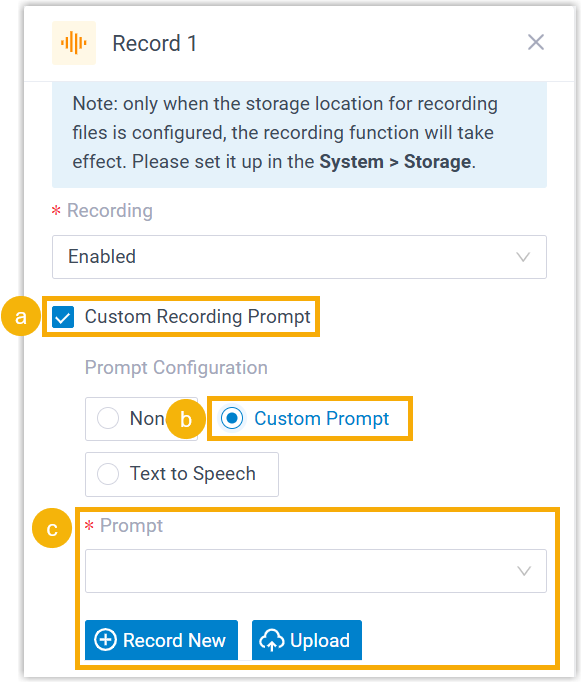 Record 1
Note: only when the storage location for recording
files is configured, the recording function will take
effect. Please set it up in the System > Storage.
* Recording
Enabled
a
Custom Recording Prompt
Prompt Configuration
Non
b
Custom Prompt
Text to Speech
c
* Prompt
Record New
Upload